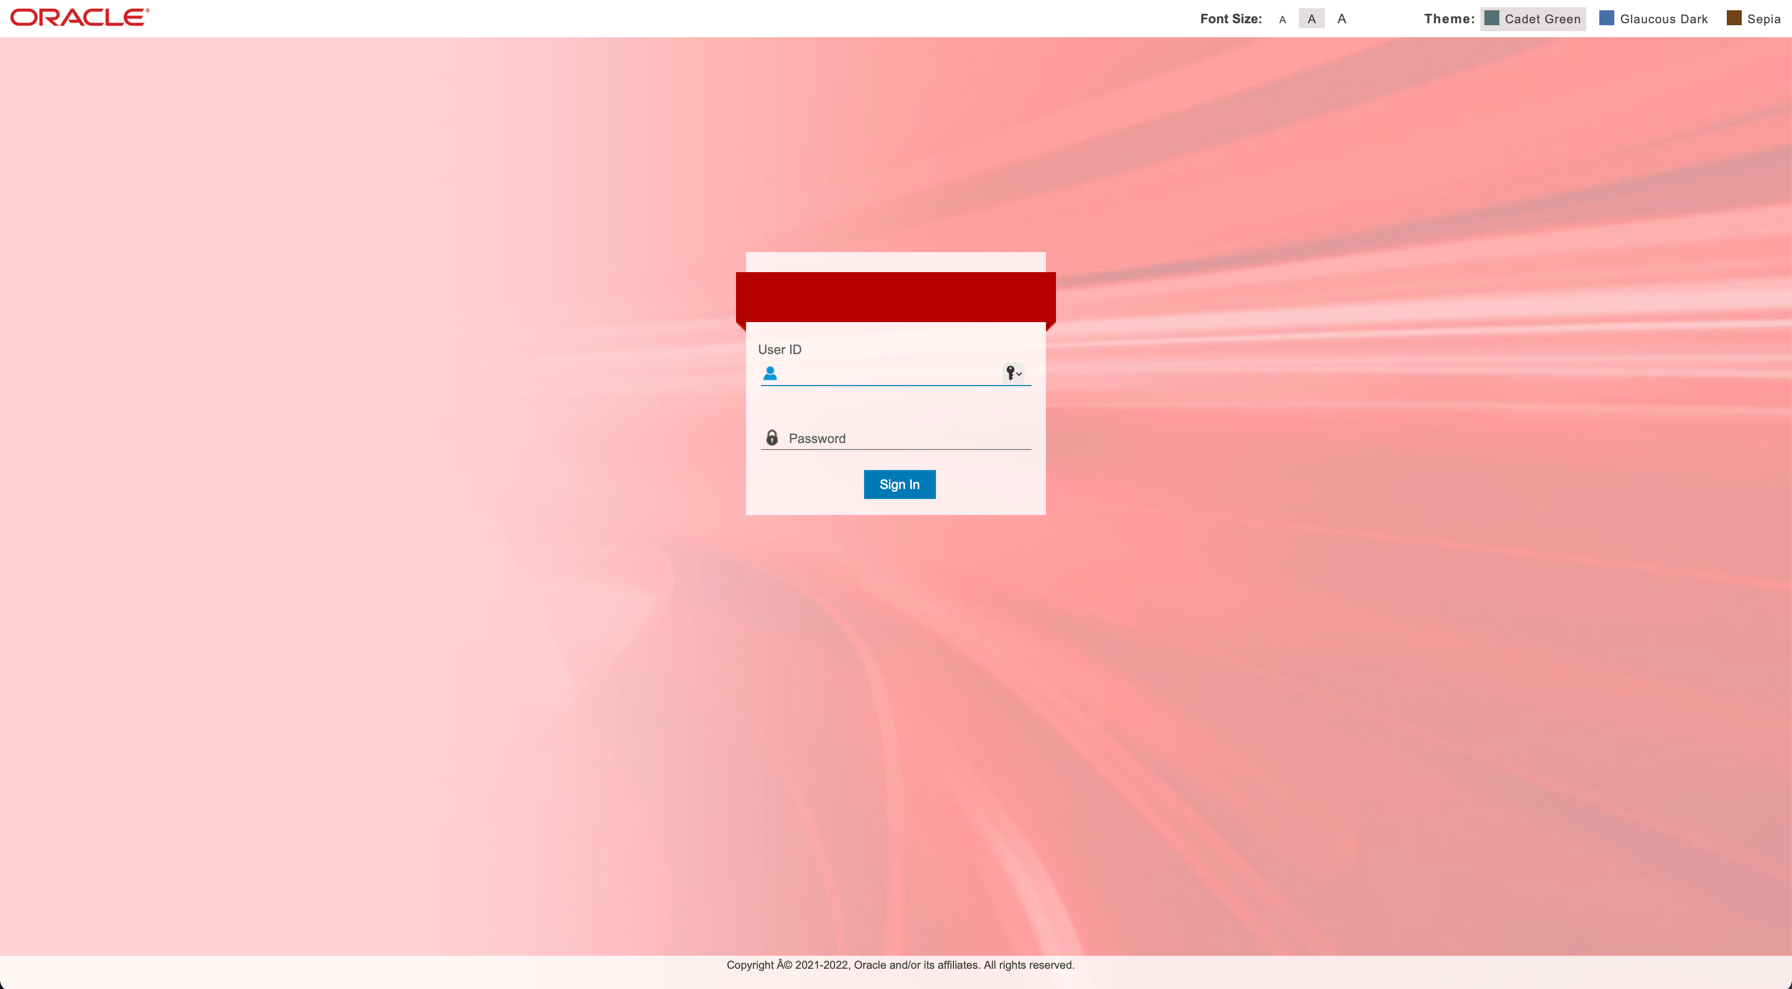 ORACLE®
Font Size: A A A Theme: Cadet Green Glaucous Dark Sepia
User ID
Password
Sign In
Copyright Â© 2021-2022, Oracle and/or its affiliates. All rights reserved.